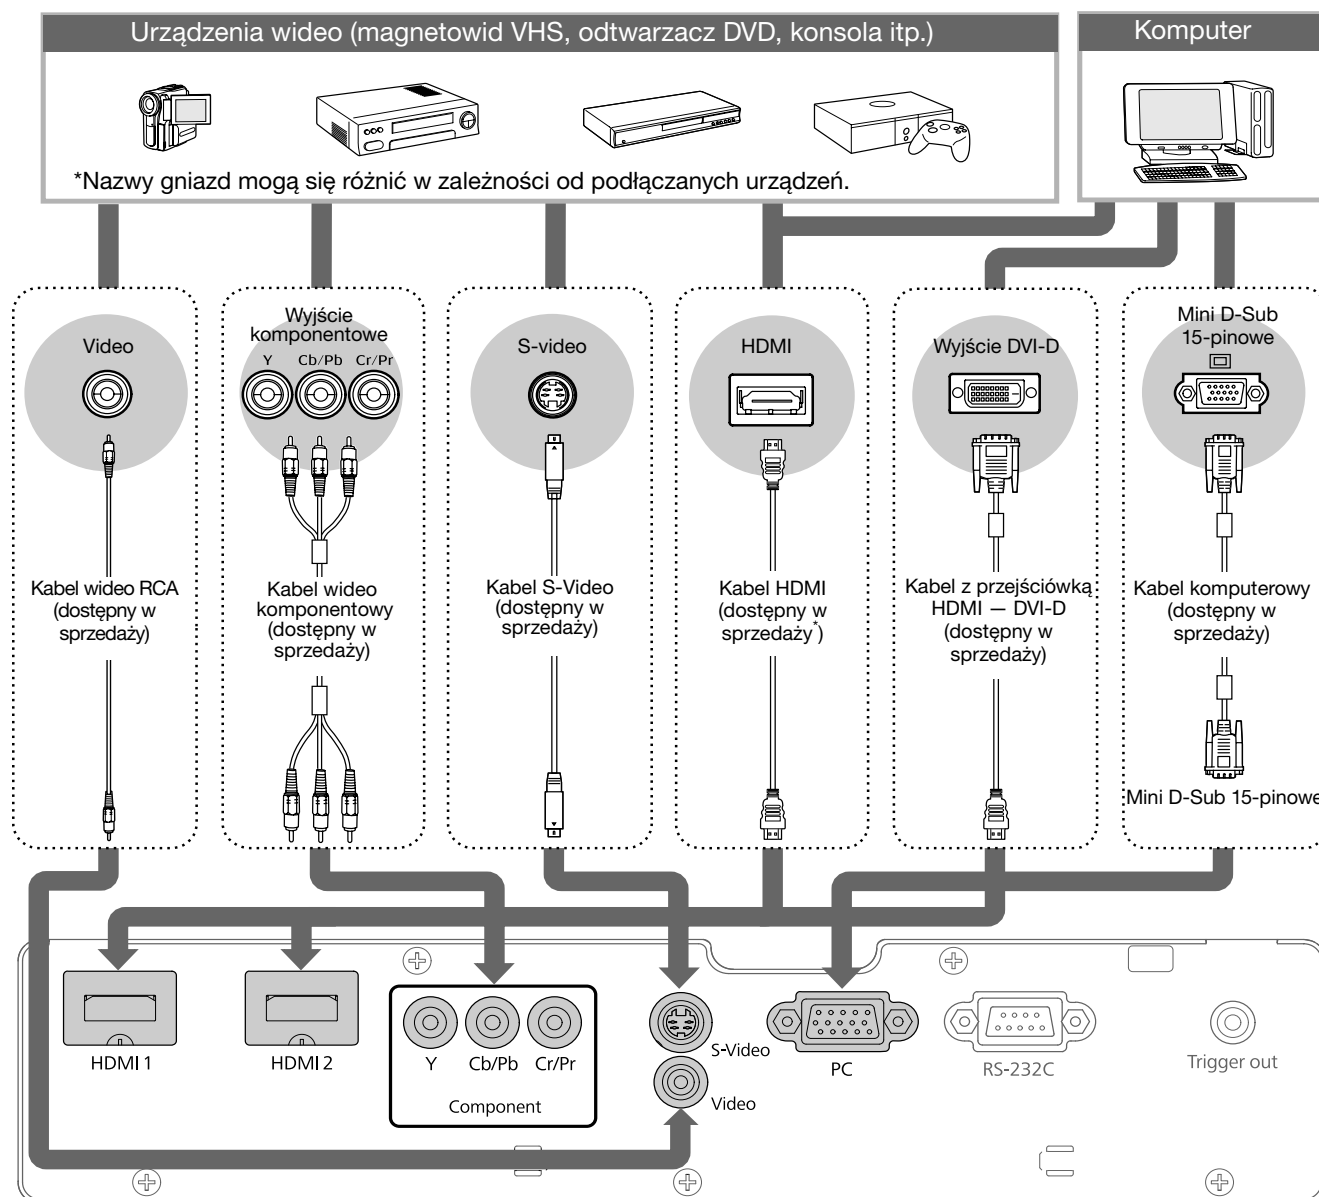 Urządzenia wideo (magnetowid VHS, odtwarzacz DVD, konsola itp.)
Komputer
*Nazwy gniazd mogą się różnić w zależności od podłączanych urządzeń.
Video
Wyjście
komponentowe
Y Cb/Pb Cr/Pr
S-video
HDMI
Wyjście DVI-D
Mini D-Sub
15-pinowe
Kabel wideo RCA
(dostępny w
sprzedaży)
Kabel wideo
komponentowy
(dostępny w
sprzedaży)
Kabel S-Video
(dostępny w
sprzedaży)
Kabel HDMI
(dostępny w
sprzedaży*)
Kabel z przejściówką
HDMI — DVI-D
(dostępny w
sprzedaży)
Kabel komputerowy
(dostępny w
sprzedaży)
Mini D-Sub 15-pinowe
HDMI 1
HDMI 2
Y Cb/Pb Cr/Pr
Component
S-Video
Video
PC
RS-232C
Trigger out